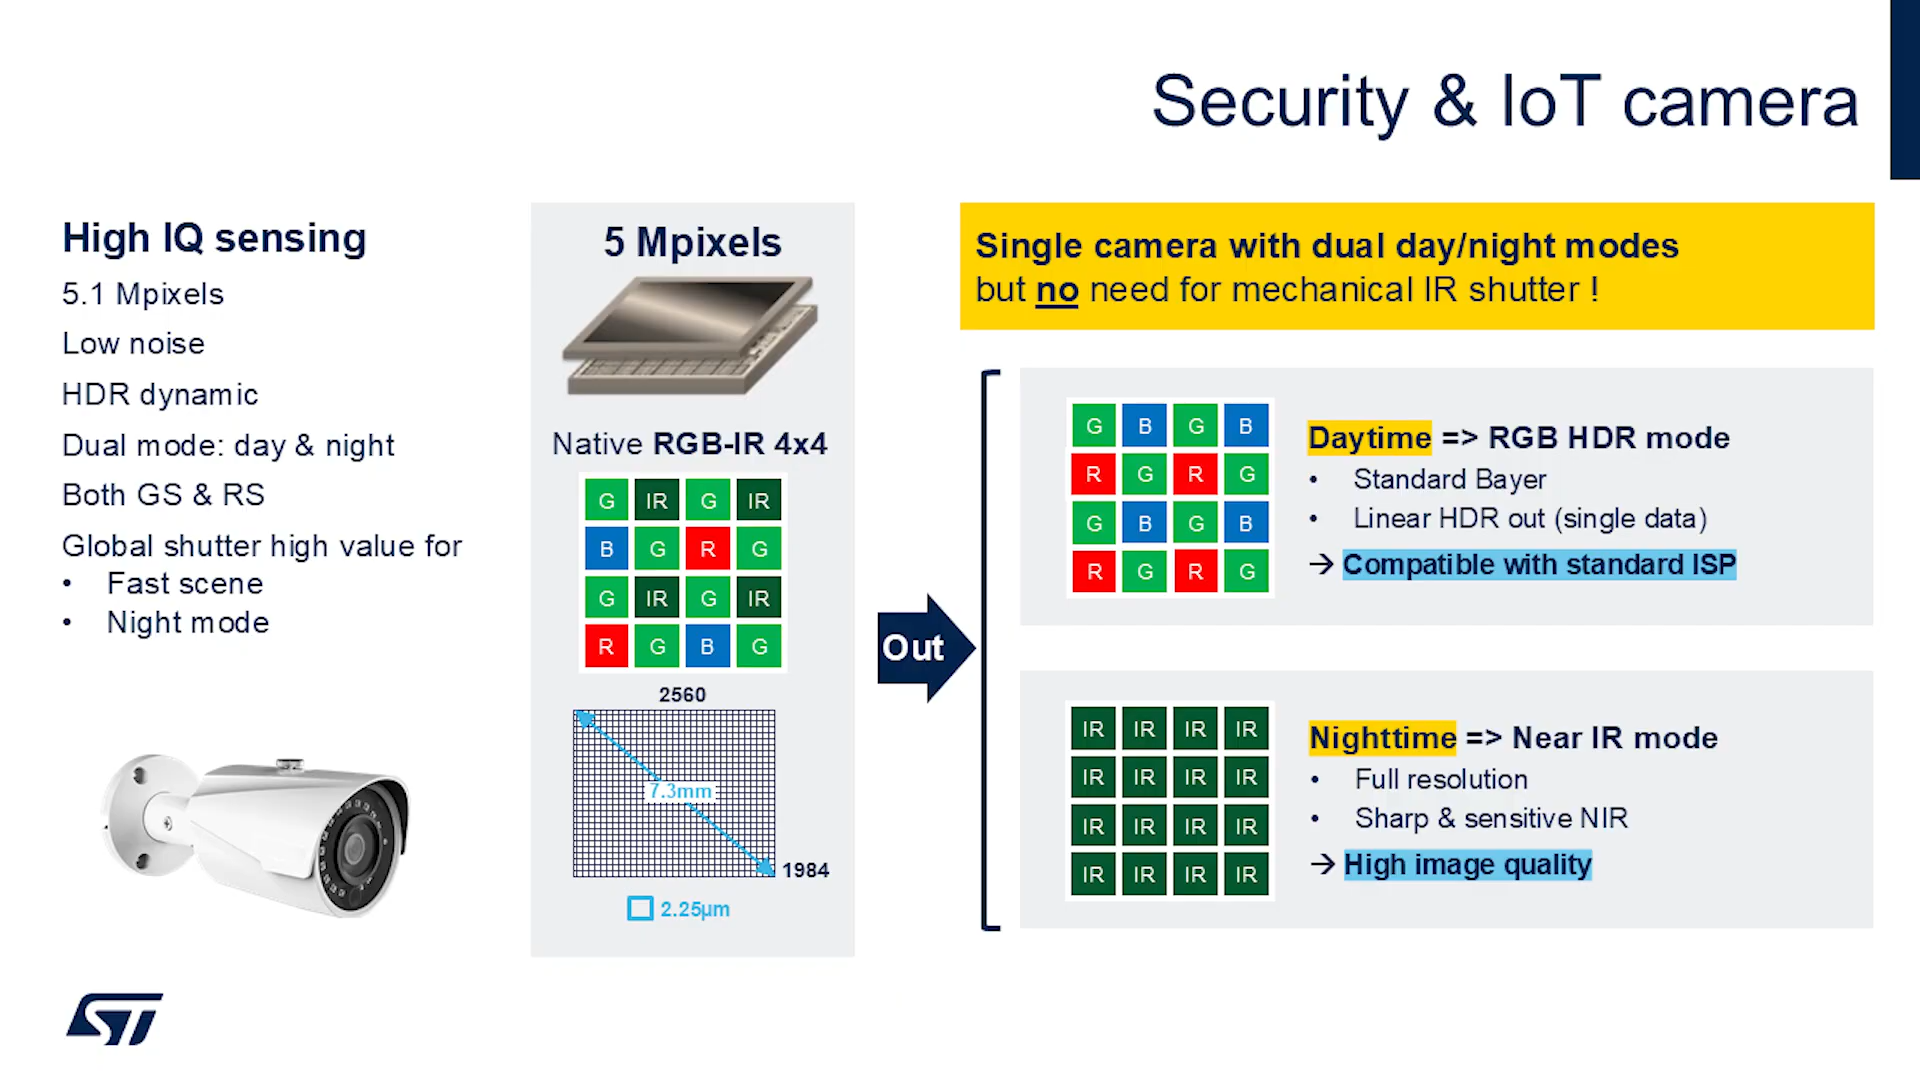 Security & IoT camera
High IQ sensing
5.1 Mpixels
Low noise
HDR dynamic
Dual mode: day & night
Both GS & RS
Global shutter high value for
• Fast scene
• Night mode
5 Mpixels
Native RGB-IR 4x4
G IR G IR
B G R G
G IR G IR
R G B G
2560
7.3mm
1984
2.25µm
Out
Single camera with dual day/night modes
but no need for mechanical IR shutter !
G B G B
R G R G
G B G B
R G R G
Daytime => RGB HDR mode
• Standard Bayer
• Linear HDR out (single data)
→ Compatible with standard ISP
IR IR IR IR
IR IR IR IR
IR IR IR IR
IR IR IR IR
Nighttime => Near IR mode
• Full resolution
• Sharp & sensitive NIR
→ High image quality
ST